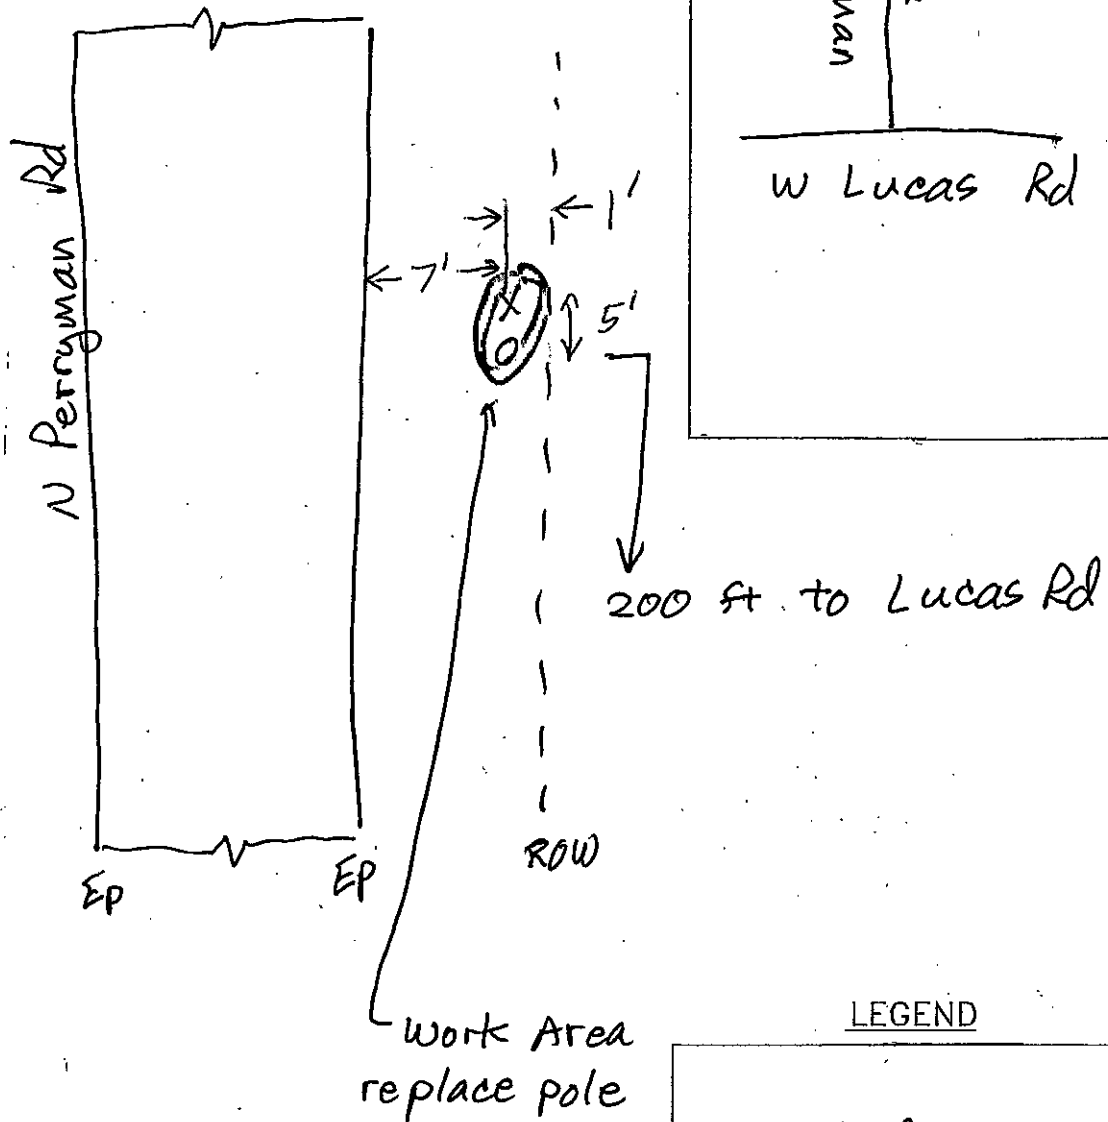 N Perryman Rd
man
W Lucas Rd
1'
7'
X
5'
O
200 ft. to Lucas Rd
ROW
Ep
EP
Work Area
replace pole
LEGEND